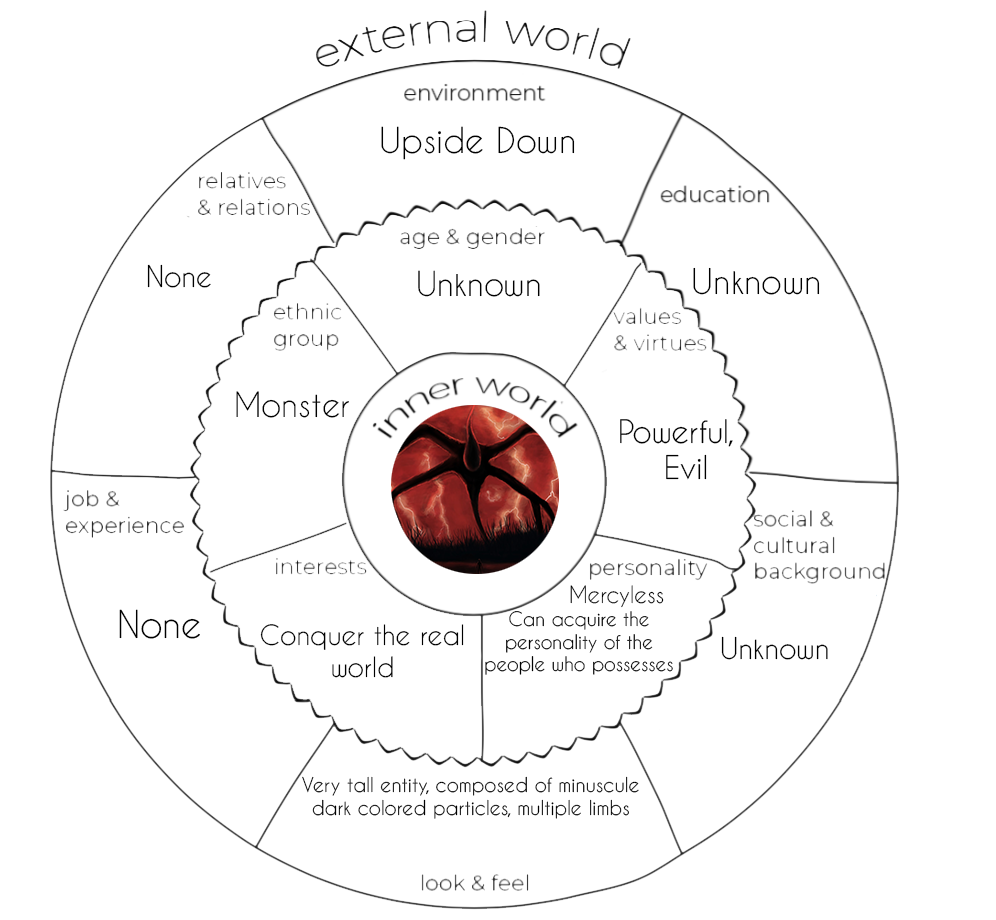 external world
environment
Upside Down
relatives
& relations
None
education
Unknown
age & gender
Unknown
ethnic
group
Monster
values
& virtues
Powerful,
Evil
inner world
job &
experience
None
social &
cultural
background
Unknown
interests
Conquer the real
world
personality
Mercyless
Can acquire the
personality of the
people who possesses
Very tall entity, composed of minuscule
dark colored particles, multiple limbs
look & feel